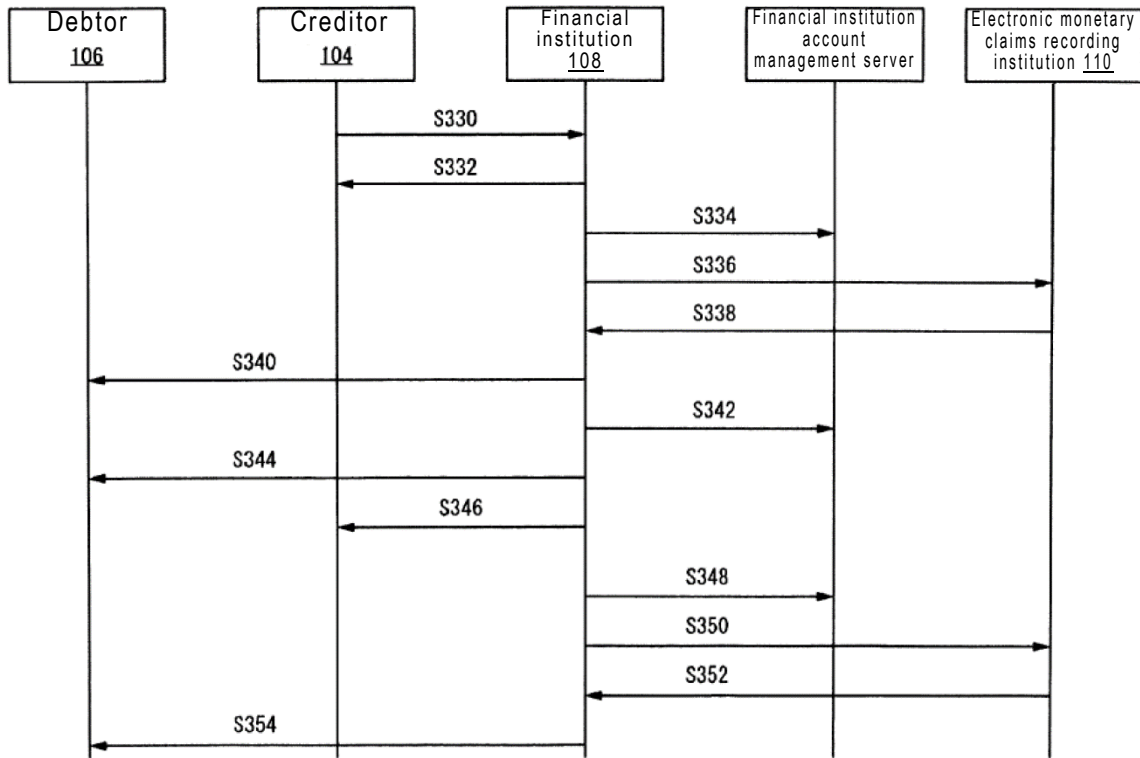 Debtor
106
Creditor
104
Financial
institution
108
Financial institution
account
management server
Electronic monetary
claims recording
institution 110
S330
S332
S334
S336
S338
S340
S342
S344
S346
S348
S350
S352
S354